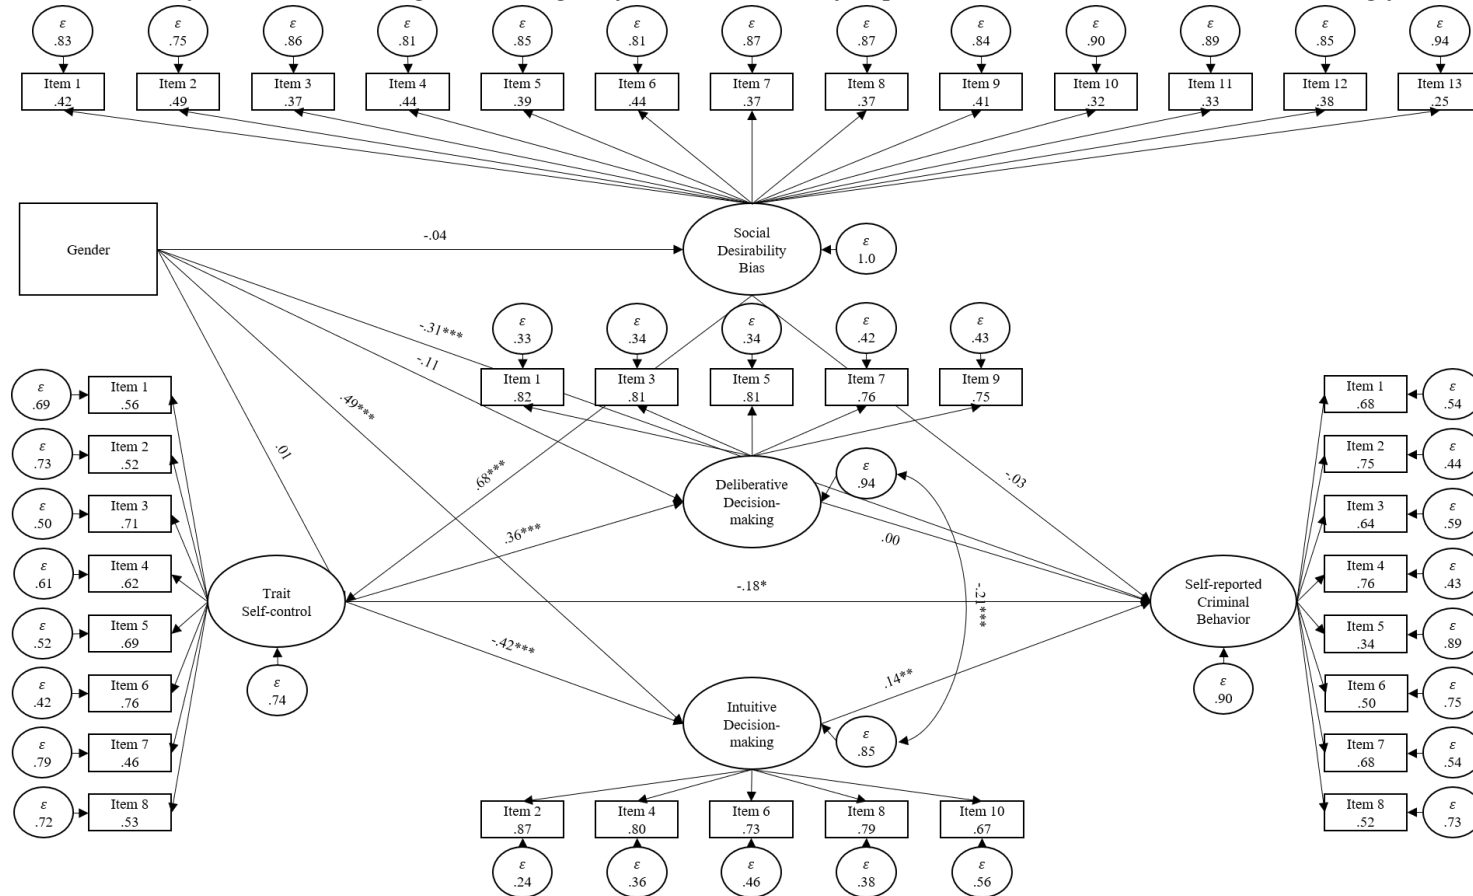 ε
.83
ε
.75
ε
.86
ε
.81
ε
.85
ε
.81
ε
.87
ε
.87
ε
.84
ε
.90
ε
.89
ε
.85
ε
.94
Item 1
.42
Item 2
.49
Item 3
.37
Item 4
.44
Item 5
.39
Item 6
.44
Item 7
.37
Item 8
.37
Item 9
.41
Item 10
.32
Item 11
.33
Item 12
.38
Item 13
.25
Gender
-.04
Social
Desirability
Bias
ε
1.0
-.31***
-.11
.49***
.01
ε
.33
ε
.34
ε
.34
ε
.42
ε
.43
Item 1
.82
Item 3
.81
Item 5
.81
Item 7
.76
Item 9
.75
ε
.69
Item 1
.56
ε
.73
Item 2
.52
ε
.50
Item 3
.71
ε
.61
Item 4
.62
ε
.52
Item 5
.69
ε
.42
Item 6
.76
ε
.79
Item 7
.46
ε
.72
Item 8
.53
Trait
Self-control
ε
.74
.68***
.36***
-.18*
-.42***
Deliberative
Decision-
making
ε
.94
-.03
.00
-.21***
.14**
Intuitive
Decision-
making
ε
.85
Self-reported
Criminal
Behavior
ε
.90
Item 1
.68
ε
.54
Item 2
.75
ε
.44
Item 3
.64
ε
.59
Item 4
.76
ε
.43
Item 5
.34
ε
.89
Item 6
.50
ε
.75
Item 7
.68
ε
.54
Item 8
.52
ε
.73
Item 2
.87
Item 4
.80
Item 6
.73
Item 8
.79
Item 10
.67
ε
.24
ε
.36
ε
.46
ε
.38
ε
.56